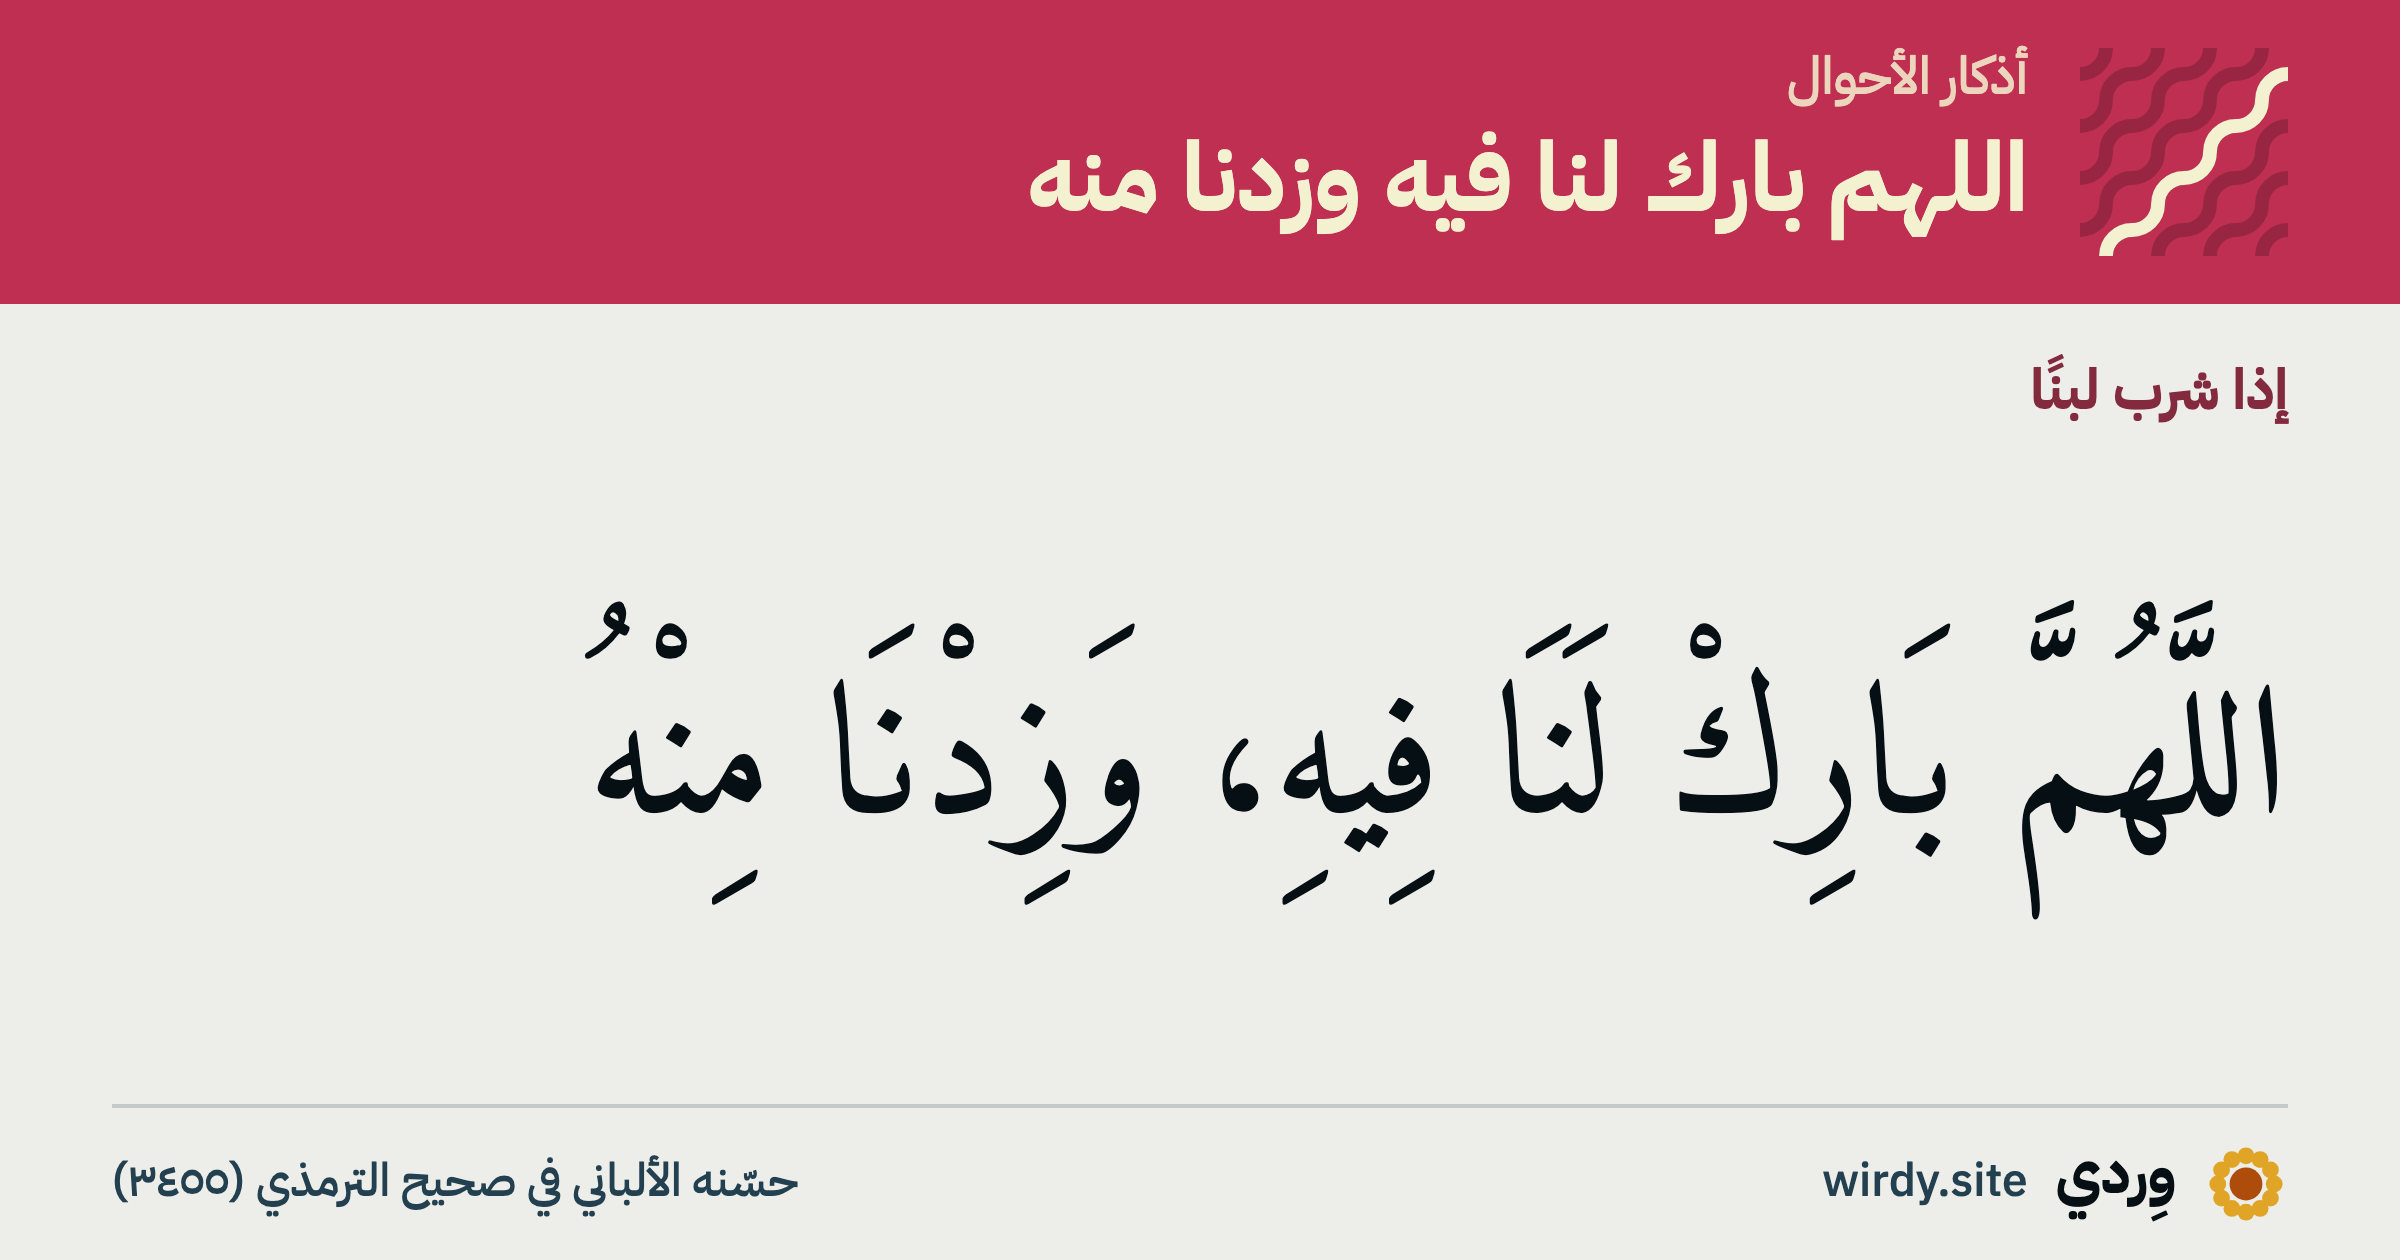 أذكار الأحوال
اللهم بارك لنا فيه وزدنا منه
إذا شرب لبنًا
اللَّهُمَّ بَارِكْ لَنَا فِيهِ، وَزِدْنَا مِنْهُ
وِردي wirdy.site
حسّنه الألباني في صحيح الترمذي (٣٤٥٥)